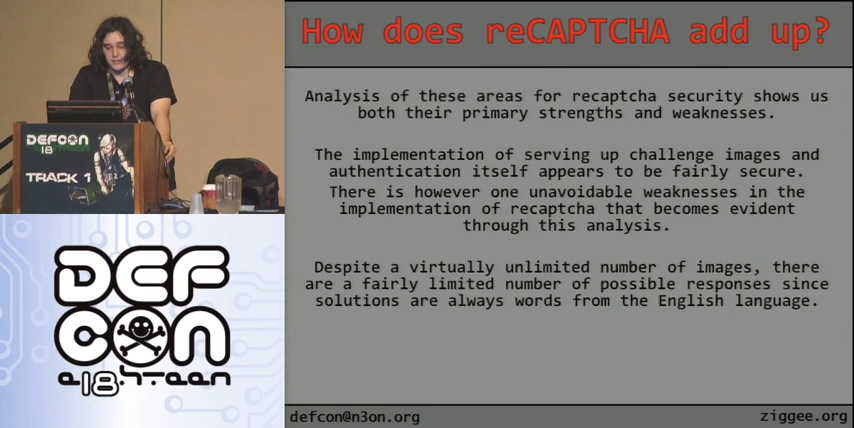 How does reCAPTCHA add up?
Analysis of these areas for recaptcha security shows us
both their primary strengths and weaknesses.
The implementation of serving up challenge images and
authentication itself appears to be fairly secure.
There is however one unavoidable weaknesses in the
implementation of recaptcha that becomes evident
through this analysis.
Despite a virtually unlimited number of images, there
are a fairly limited number of possible responses since
solutions are always words from the English language.
defcon@n3on.org
ziggee.org
DEFCON
18
TRACK 1
DEF
CON
e18h.teen